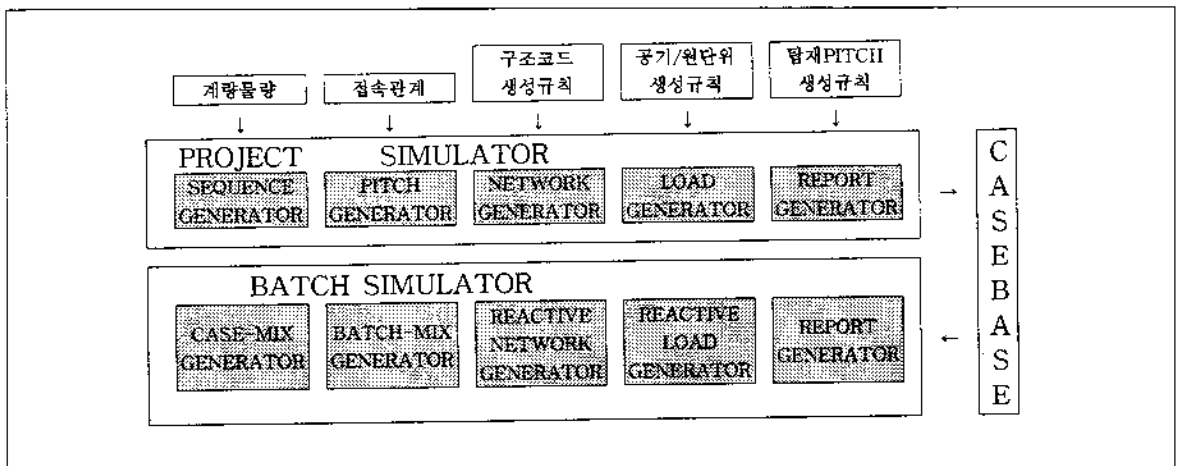 계량물량
접속관계
구조코드
생성규칙
공기/원단위
생성규칙
탑재PITCH
생성규칙
↓ ↓ ↓ ↓ ↓
PROJECT SIMULATOR
SEQUENCE
GENERATOR
PITCH
GENERATOR
NETWORK
GENERATOR
LOAD
GENERATOR
REPORT
GENERATOR
→
BATCH SIMULATOR
CASE-MIX
GENERATOR
BATCH-MIX
GENERATOR
REACTIVE
NETWORK
GENERATOR
REACTIVE
LOAD
GENERATOR
REPORT
GENERATOR
←
C
A
S
E
B
A
S
E